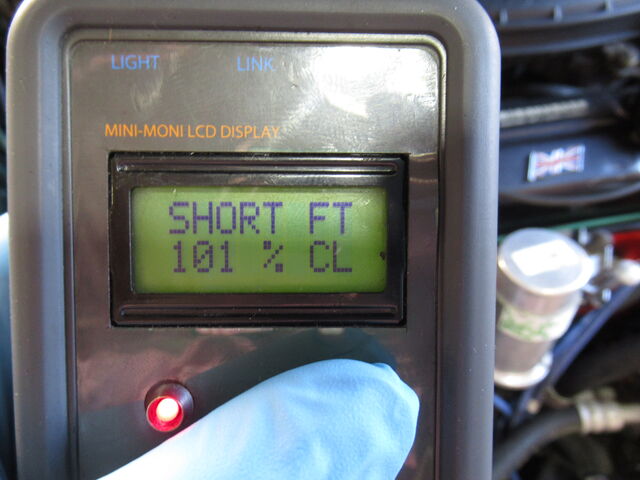 LIGHT LINK
MINI-MONI LCD DISPLAY
SHORT FT
101 % CL